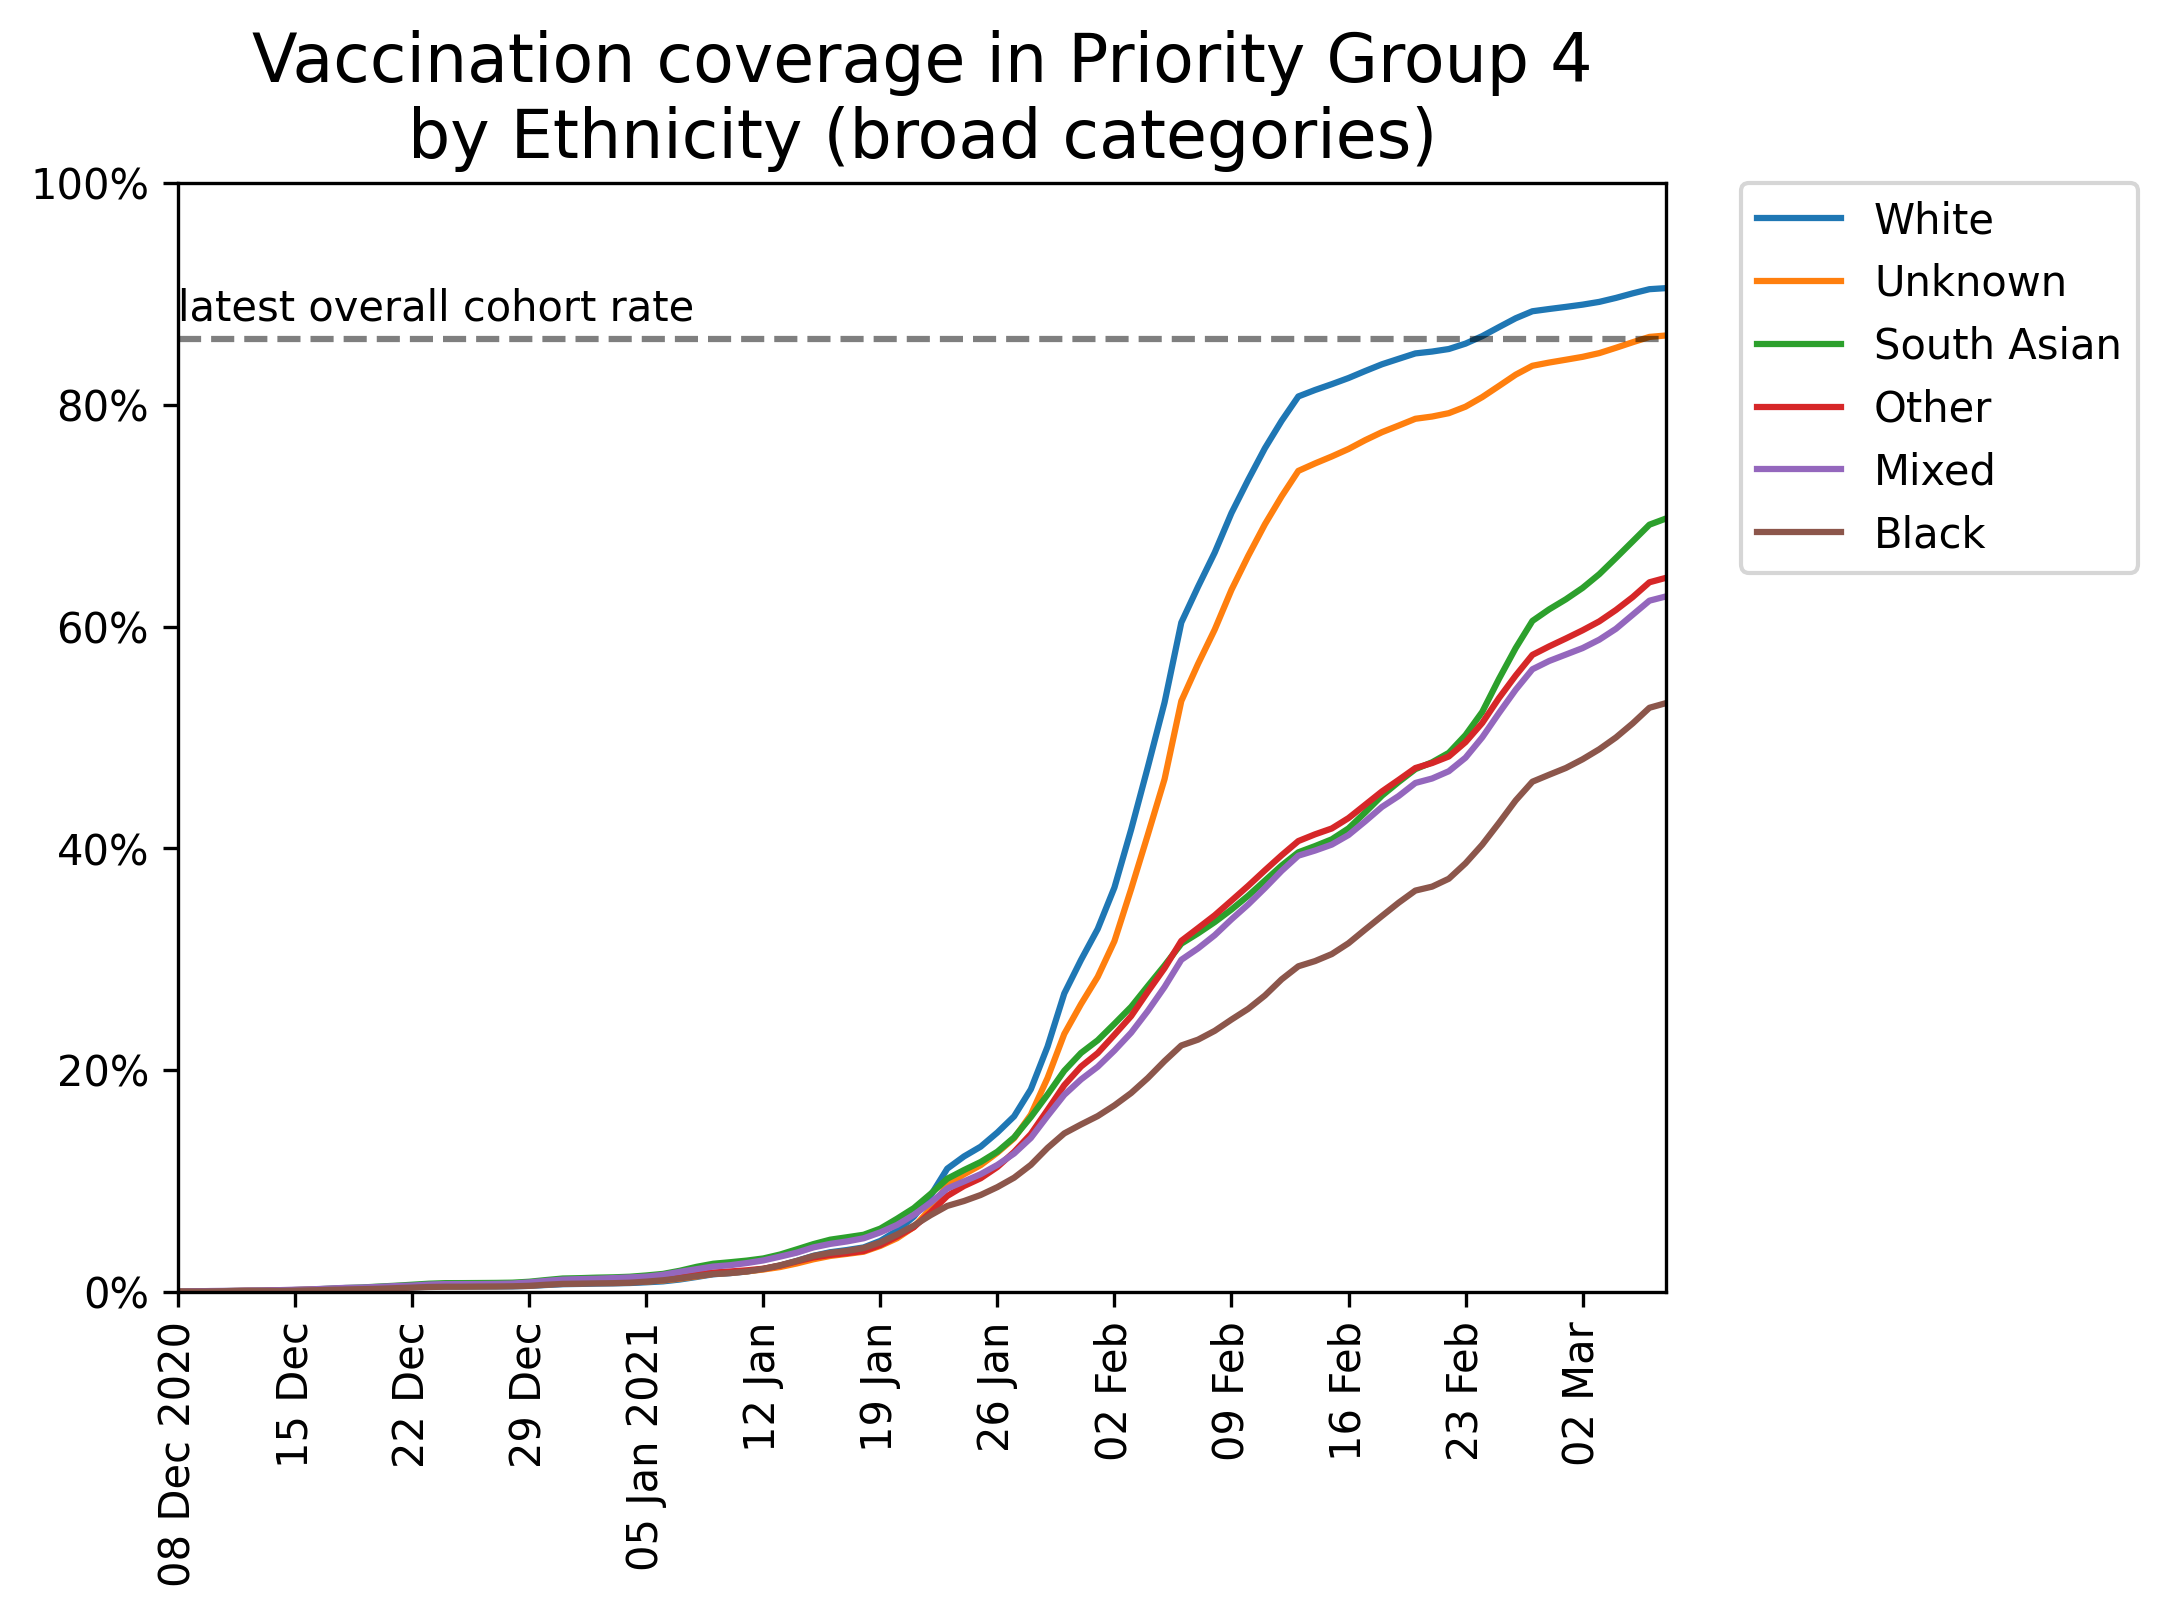 Vaccination coverage in Priority Group 4
by Ethnicity (broad categories)
100%
80%
60%
40%
20%
0%
latest overall cohort rate
08 Dec 2020
15 Dec
22 Dec
29 Dec
05 Jan 2021
12 Jan
19 Jan
26 Jan
02 Feb
09 Feb
16 Feb
23 Feb
02 Mar
White
Unknown
South Asian
Other
Mixed
Black